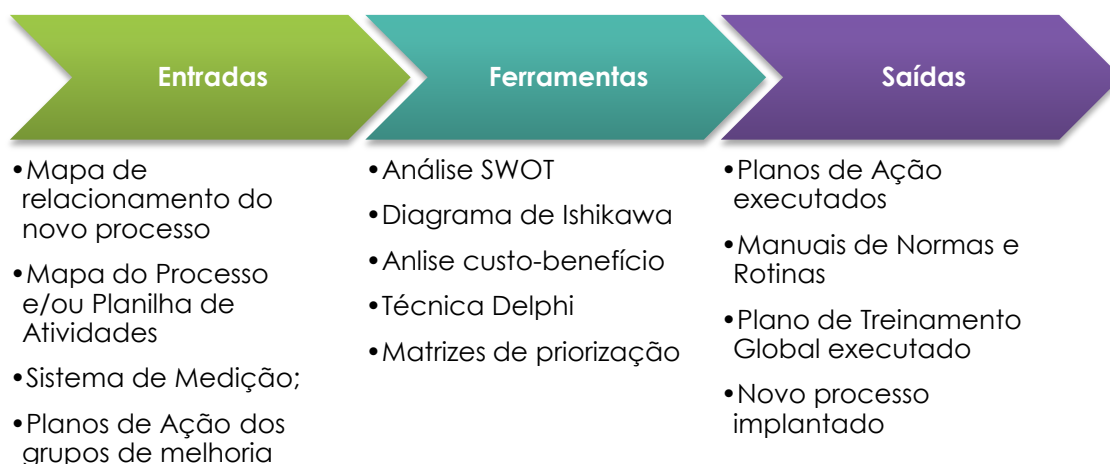 Entradas
•Mapa de
relacionamento do
novo processo
•Mapa do Processo
e/ou Planilha de
Atividades
•Sistema de Medição;
•Planos de Ação dos
grupos de melhoria
Ferramentas
•Análise SWOT
•Diagrama de Ishikawa
•Anlise custo-benefício
•Técnica Delphi
•Matrizes de priorização
Saídas
•Planos de Ação
executados
•Manuais de Normas e
Rotinas
•Plano de Treinamento
Global executado
•Novo processo
implantado